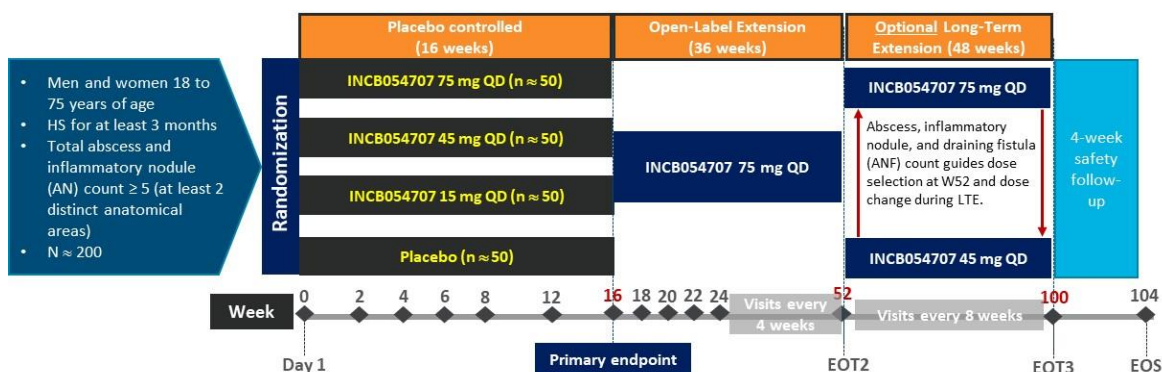 Placebo controlled
(16 weeks)
Open-Label Extension
(36 weeks)
Optional Long-Term
Extension (48 weeks)
• Men and women 18 to
75 years of age
• HS for at least 3 months
• Total abscess and
inflammatory nodule
(AN) count ≥ 5 (at least 2
distinct anatomical
areas)
• N ≈ 200
Randomization
INCB054707 75 mg QD (n ≈ 50)
INCB054707 45 mg QD (n ≈ 50)
INCB054707 15 mg QD (n ≈ 50)
Placebo (n ≈ 50)
INCB054707 75 mg QD
INCB054707 75 mg QD
Abscess, inflammatory
nodule, and draining fistula
(ANF) count guides dose
selection at W52 and dose
change during LTE.
INCB054707 45 mg QD
4-week
safety
follow-
up
Week
0 2 4 6 8 12 16 18 20 22 24 52 100 104
Visits every
4 weeks
Visits every 8 weeks
Day 1
Primary endpoint
EOT2
EOT3
EOS